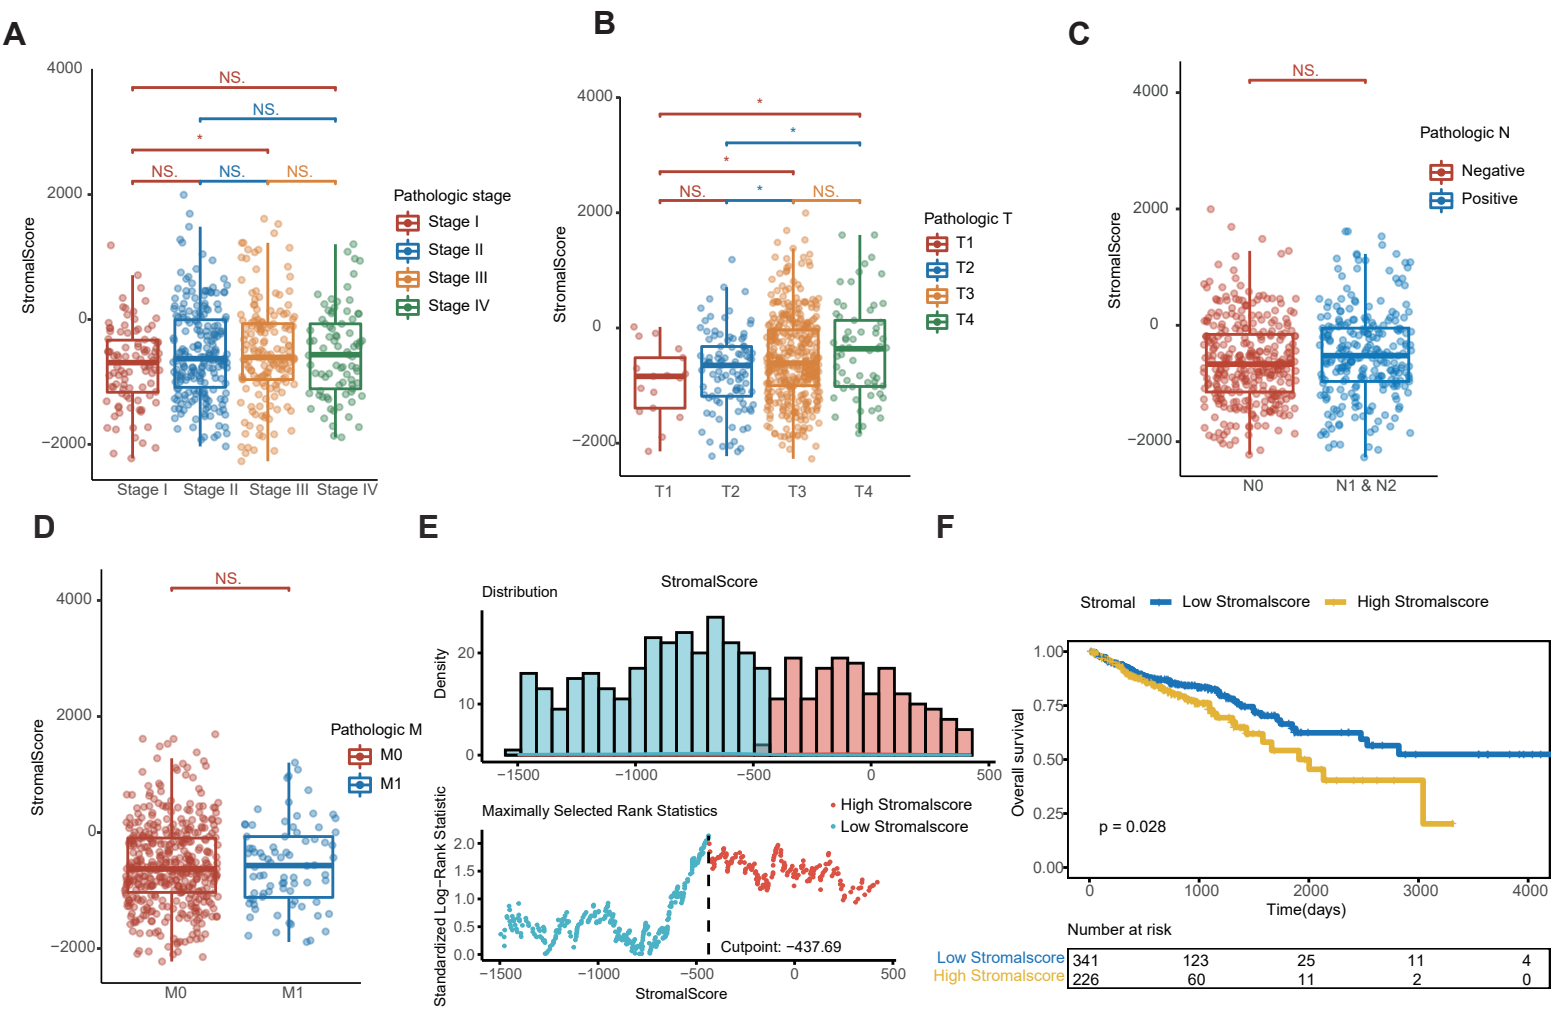 A
4000
2000
0
−2000
StromalScore
NS.
NS.
*
NS.
NS.
NS.
Stage I
Stage II
Stage III
Stage IV
Pathologic stage
Stage I
Stage II
Stage III
Stage IV
B
4000
2000
0
−2000
StromalScore
*
*
*
NS.
*
NS.
T1
T2
T3
T4
Pathologic T
T1
T2
T3
T4
C
4000
2000
0
−2000
StromalScore
NS.
N0
N1 & N2
Pathologic N
Negative
Positive
D
4000
2000
0
−2000
StromalScore
NS.
M0
M1
Pathologic M
M0
M1
E
StromalScore
Distribution
Density
20
10
0
−1500
−1000
−500
0
500
Maximally Selected Rank Statistics
High Stromalscore
Low Stromalscore
Standardized Log−Rank Statistic
2.0
1.5
1.0
0.5
0.0
Cutpoint: −437.69
−1500
−1000
−500
0
500
StromalScore
F
Stromal
Low Stromalscore
High Stromalscore
Overall survival
1.00
0.75
0.50
0.25
0.00
p = 0.028
0
1000
2000
3000
4000
Time(days)
Number at risk
Low Stromalscore 341 123 25 11 4
High Stromalscore 226 60 11 2 0